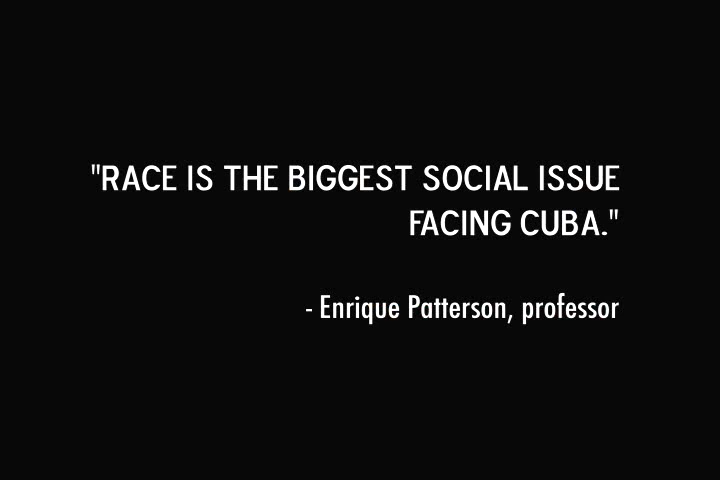 "RACE IS THE BIGGEST SOCIAL ISSUE
FACING CUBA."
- Enrique Patterson, professor